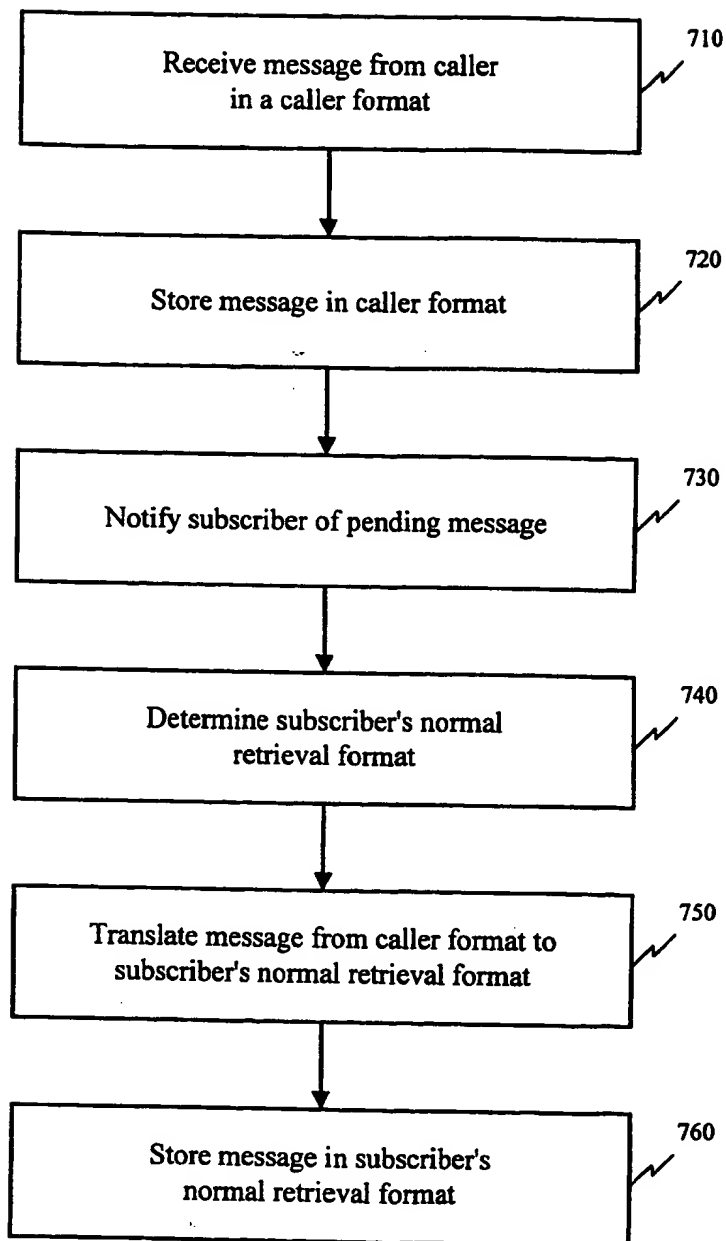 710
Receive message from caller
in a caller format
720
Store message in caller format
730
Notify subscriber of pending message
740
Determine subscriber's normal
retrieval format
750
Translate message from caller format to
subscriber's normal retrieval format
760
Store message in subscriber's
normal retrieval format